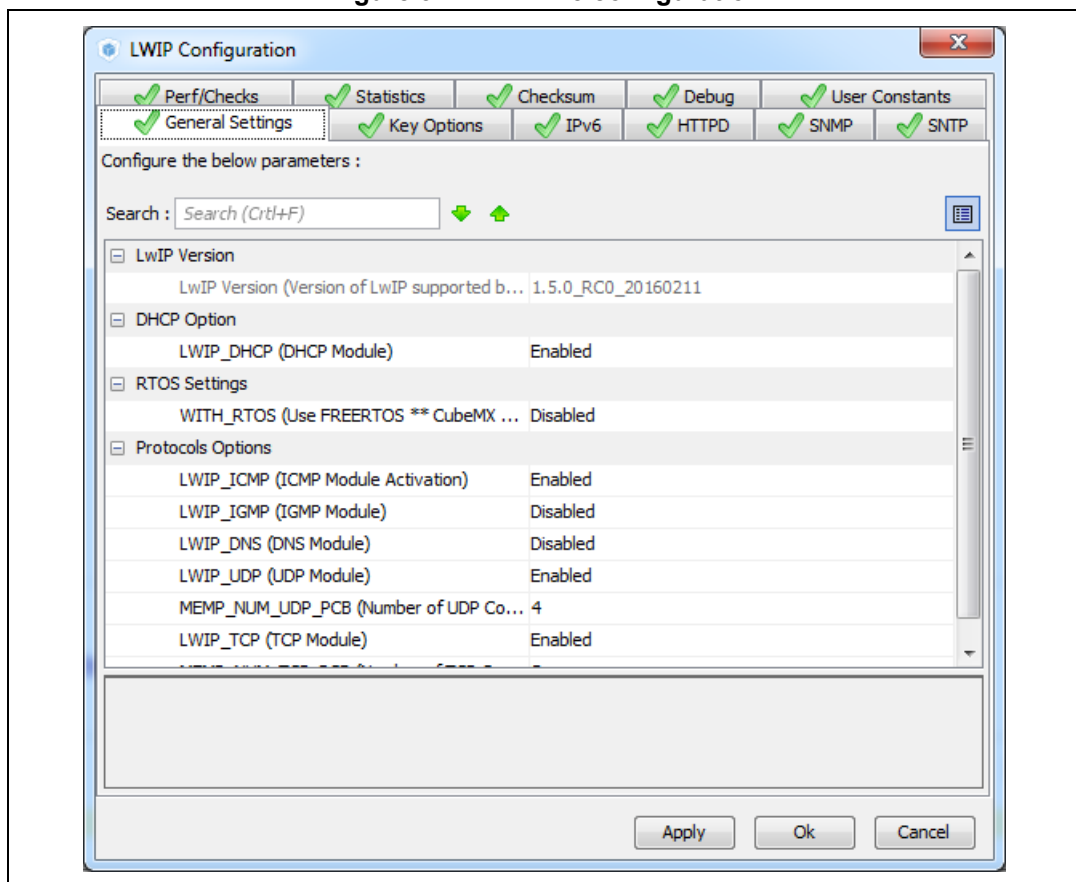 LWIP Configuration
Perf/Checks Statistics Checksum Debug User Constants
General Settings Key Options IPv6 HTTPD SNMP SNTP
Configure the below parameters :
Search : Search (Crtl+F)
LwIP Version
LwIP Version (Version of LwIP supported b... 1.5.0_RC0_20160211
DHCP Option
LWIP_DHCP (DHCP Module) Enabled
RTOS Settings
WITH_RTOS (Use FREERTOS ** CubeMX ... Disabled
Protocols Options
LWIP_ICMP (ICMP Module Activation) Enabled
LWIP_IGMP (IGMP Module) Disabled
LWIP_DNS (DNS Module) Disabled
LWIP_UDP (UDP Module) Enabled
MEMP_NUM_UDP_PCB (Number of UDP Co... 4
LWIP_TCP (TCP Module) Enabled
Apply Ok Cancel